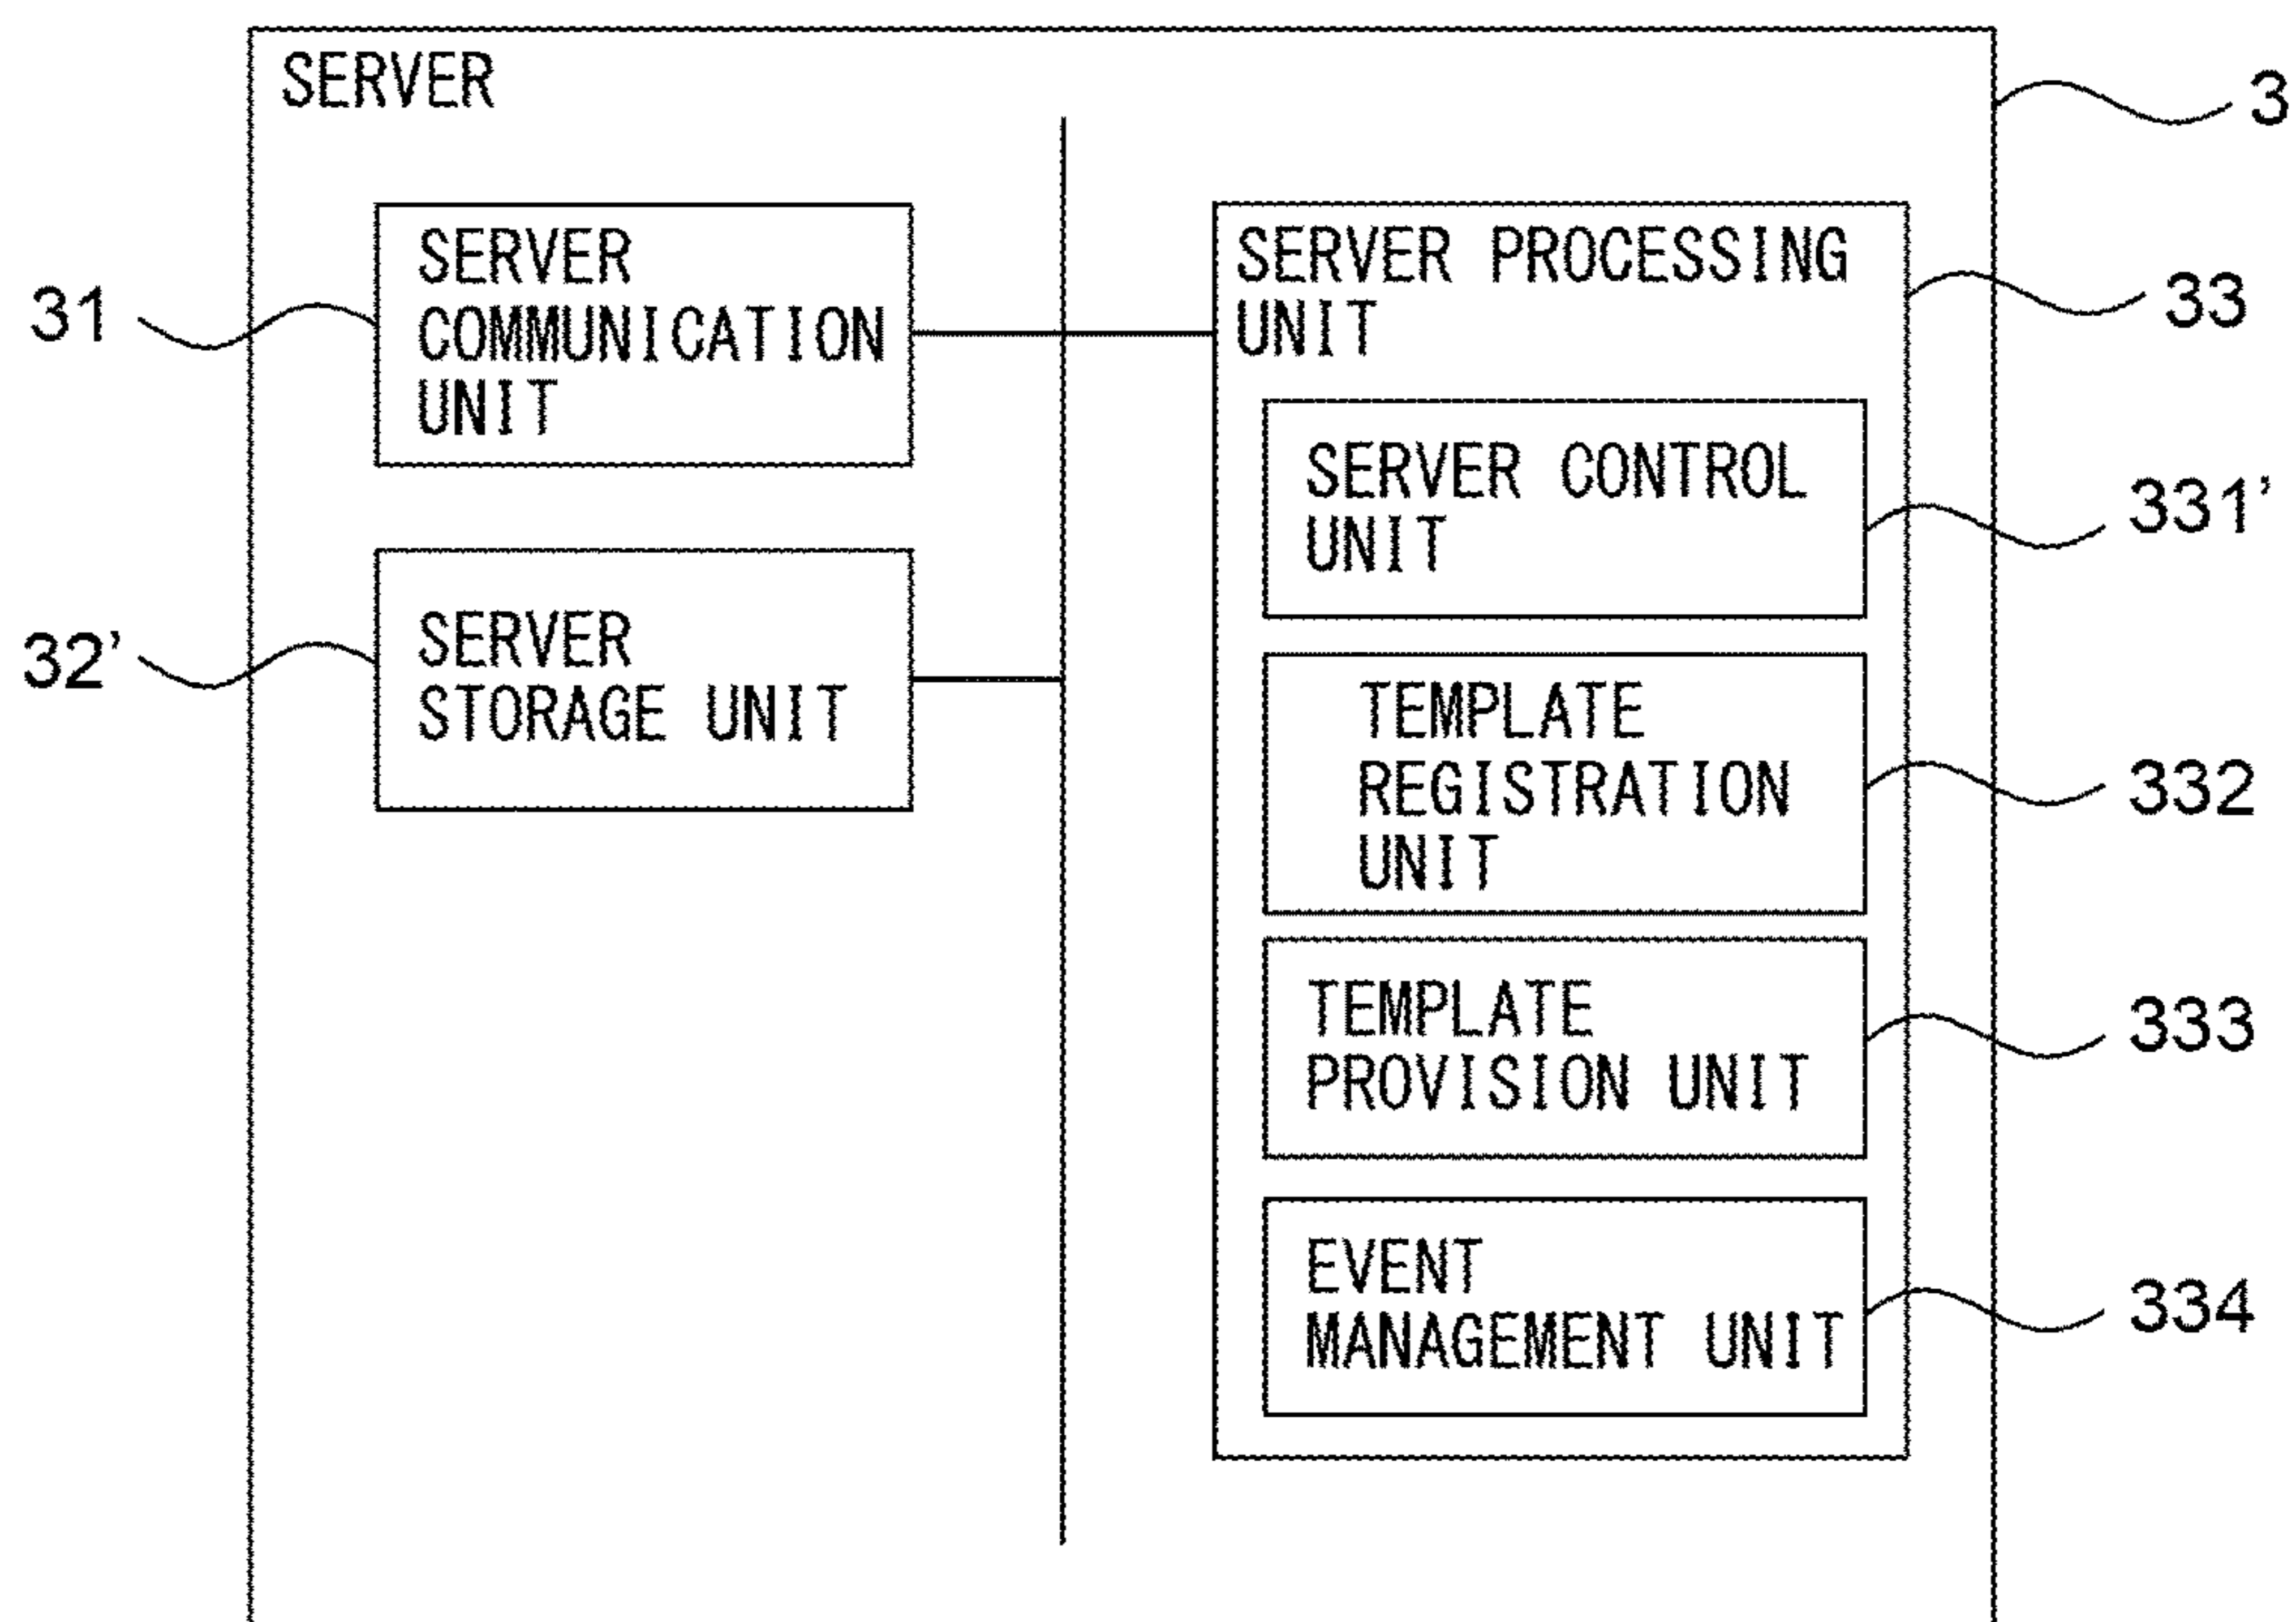 SERVER
3
SERVER
COMMUNICATION
UNIT
31
SERVER
STORAGE UNIT
32'
SERVER PROCESSING
UNIT
33
SERVER CONTROL
UNIT
331'
TEMPLATE
REGISTRATION
UNIT
332
TEMPLATE
PROVISION UNIT
333
EVENT
MANAGEMENT UNIT
334